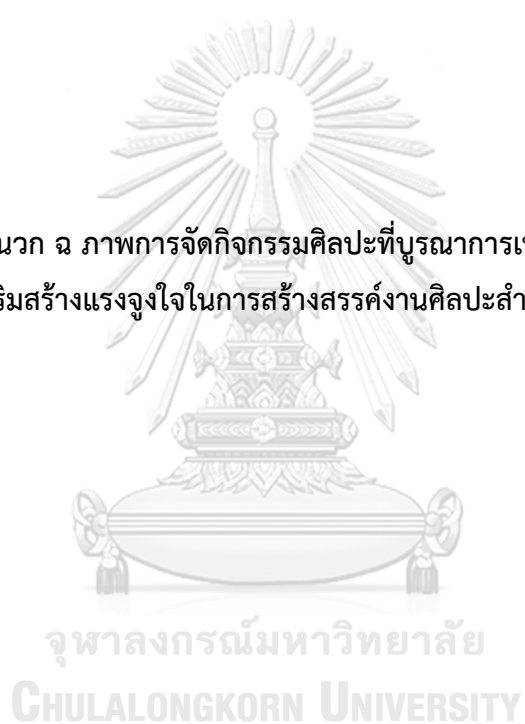 นวก ฉ ภาพการจัดกิจกรรมศิลปะที่บูรณาการเ
ริมสร้างแรงจูงใจในการสร้างสรรค์งานศิลปะสำ
จุฬาลงกรณ์มหาวิทยาลัย
CHULALONGKORN UNIVERSITY